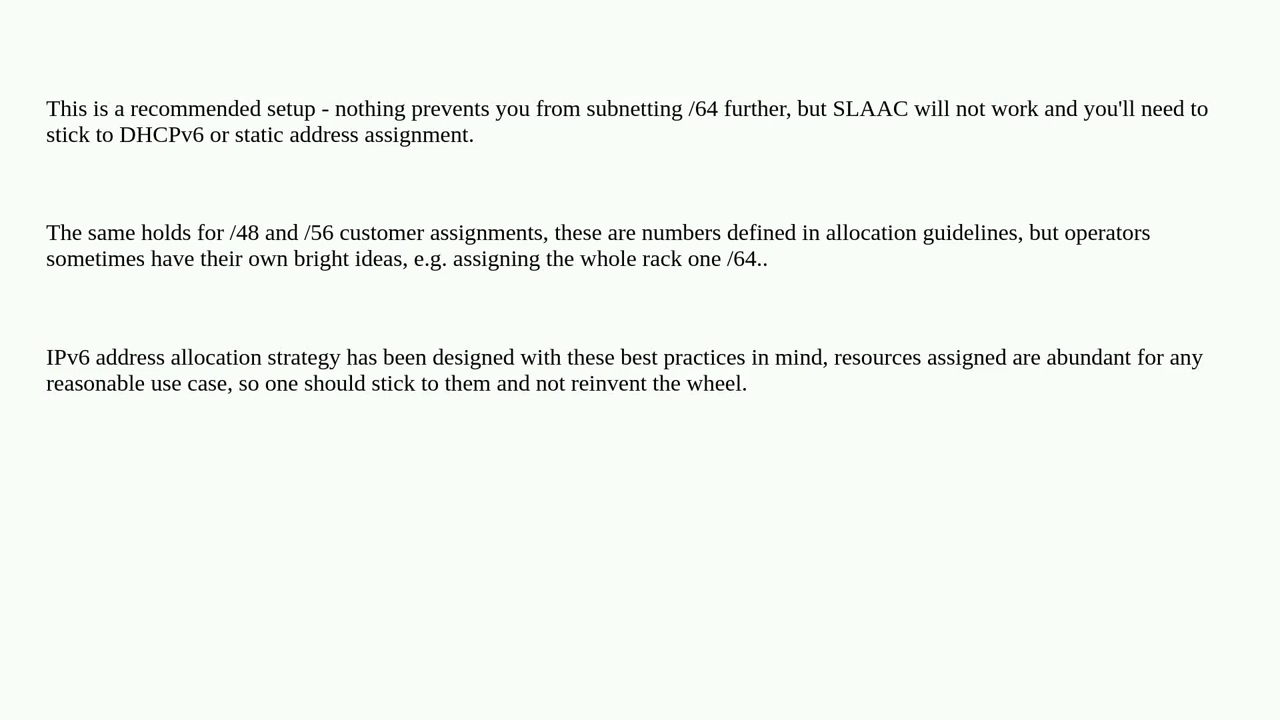 This is a recommended setup - nothing prevents you from subnetting /64 further, but SLAAC will not work and you'll need to
stick to DHCPv6 or static address assignment.
The same holds for /48 and /56 customer assignments, these are numbers defined in allocation guidelines, but operators
sometimes have their own bright ideas, e.g. assigning the whole rack one /64..
IPv6 address allocation strategy has been designed with these best practices in mind, resources assigned are abundant for any
reasonable use case, so one should stick to them and not reinvent the wheel.